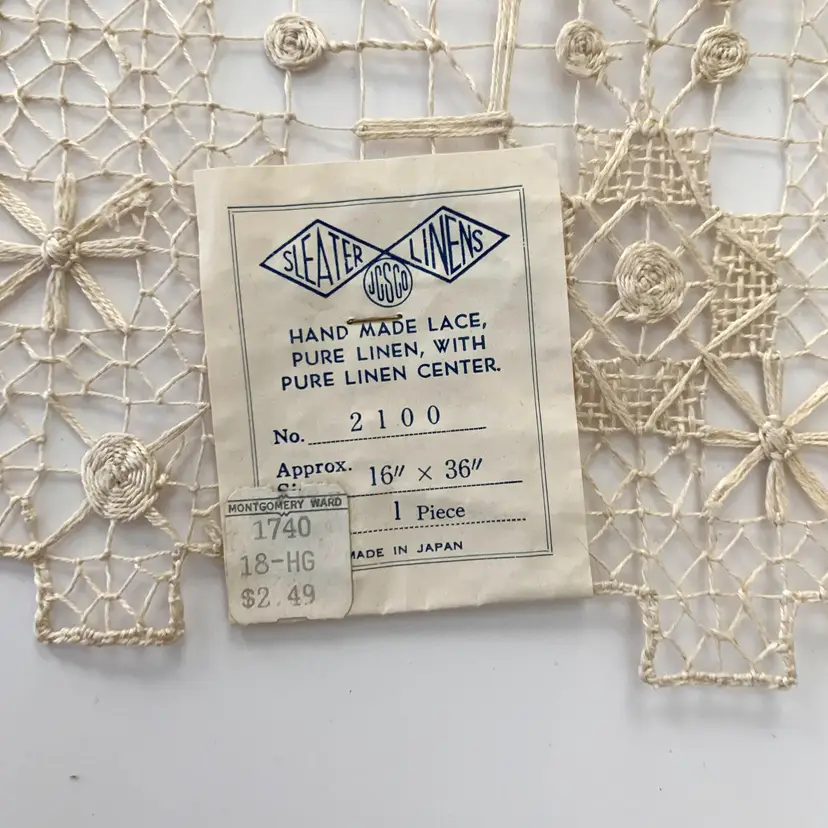 SLEATER LINENS
JCSCO
HAND MADE LACE,
PURE LINEN, WITH
PURE LINEN CENTER.
No. 2100
Approx.
16" × 36"
MONTGOMERY WARD
1740
1 Piece
18-HG
MADE IN JAPAN
$2.49